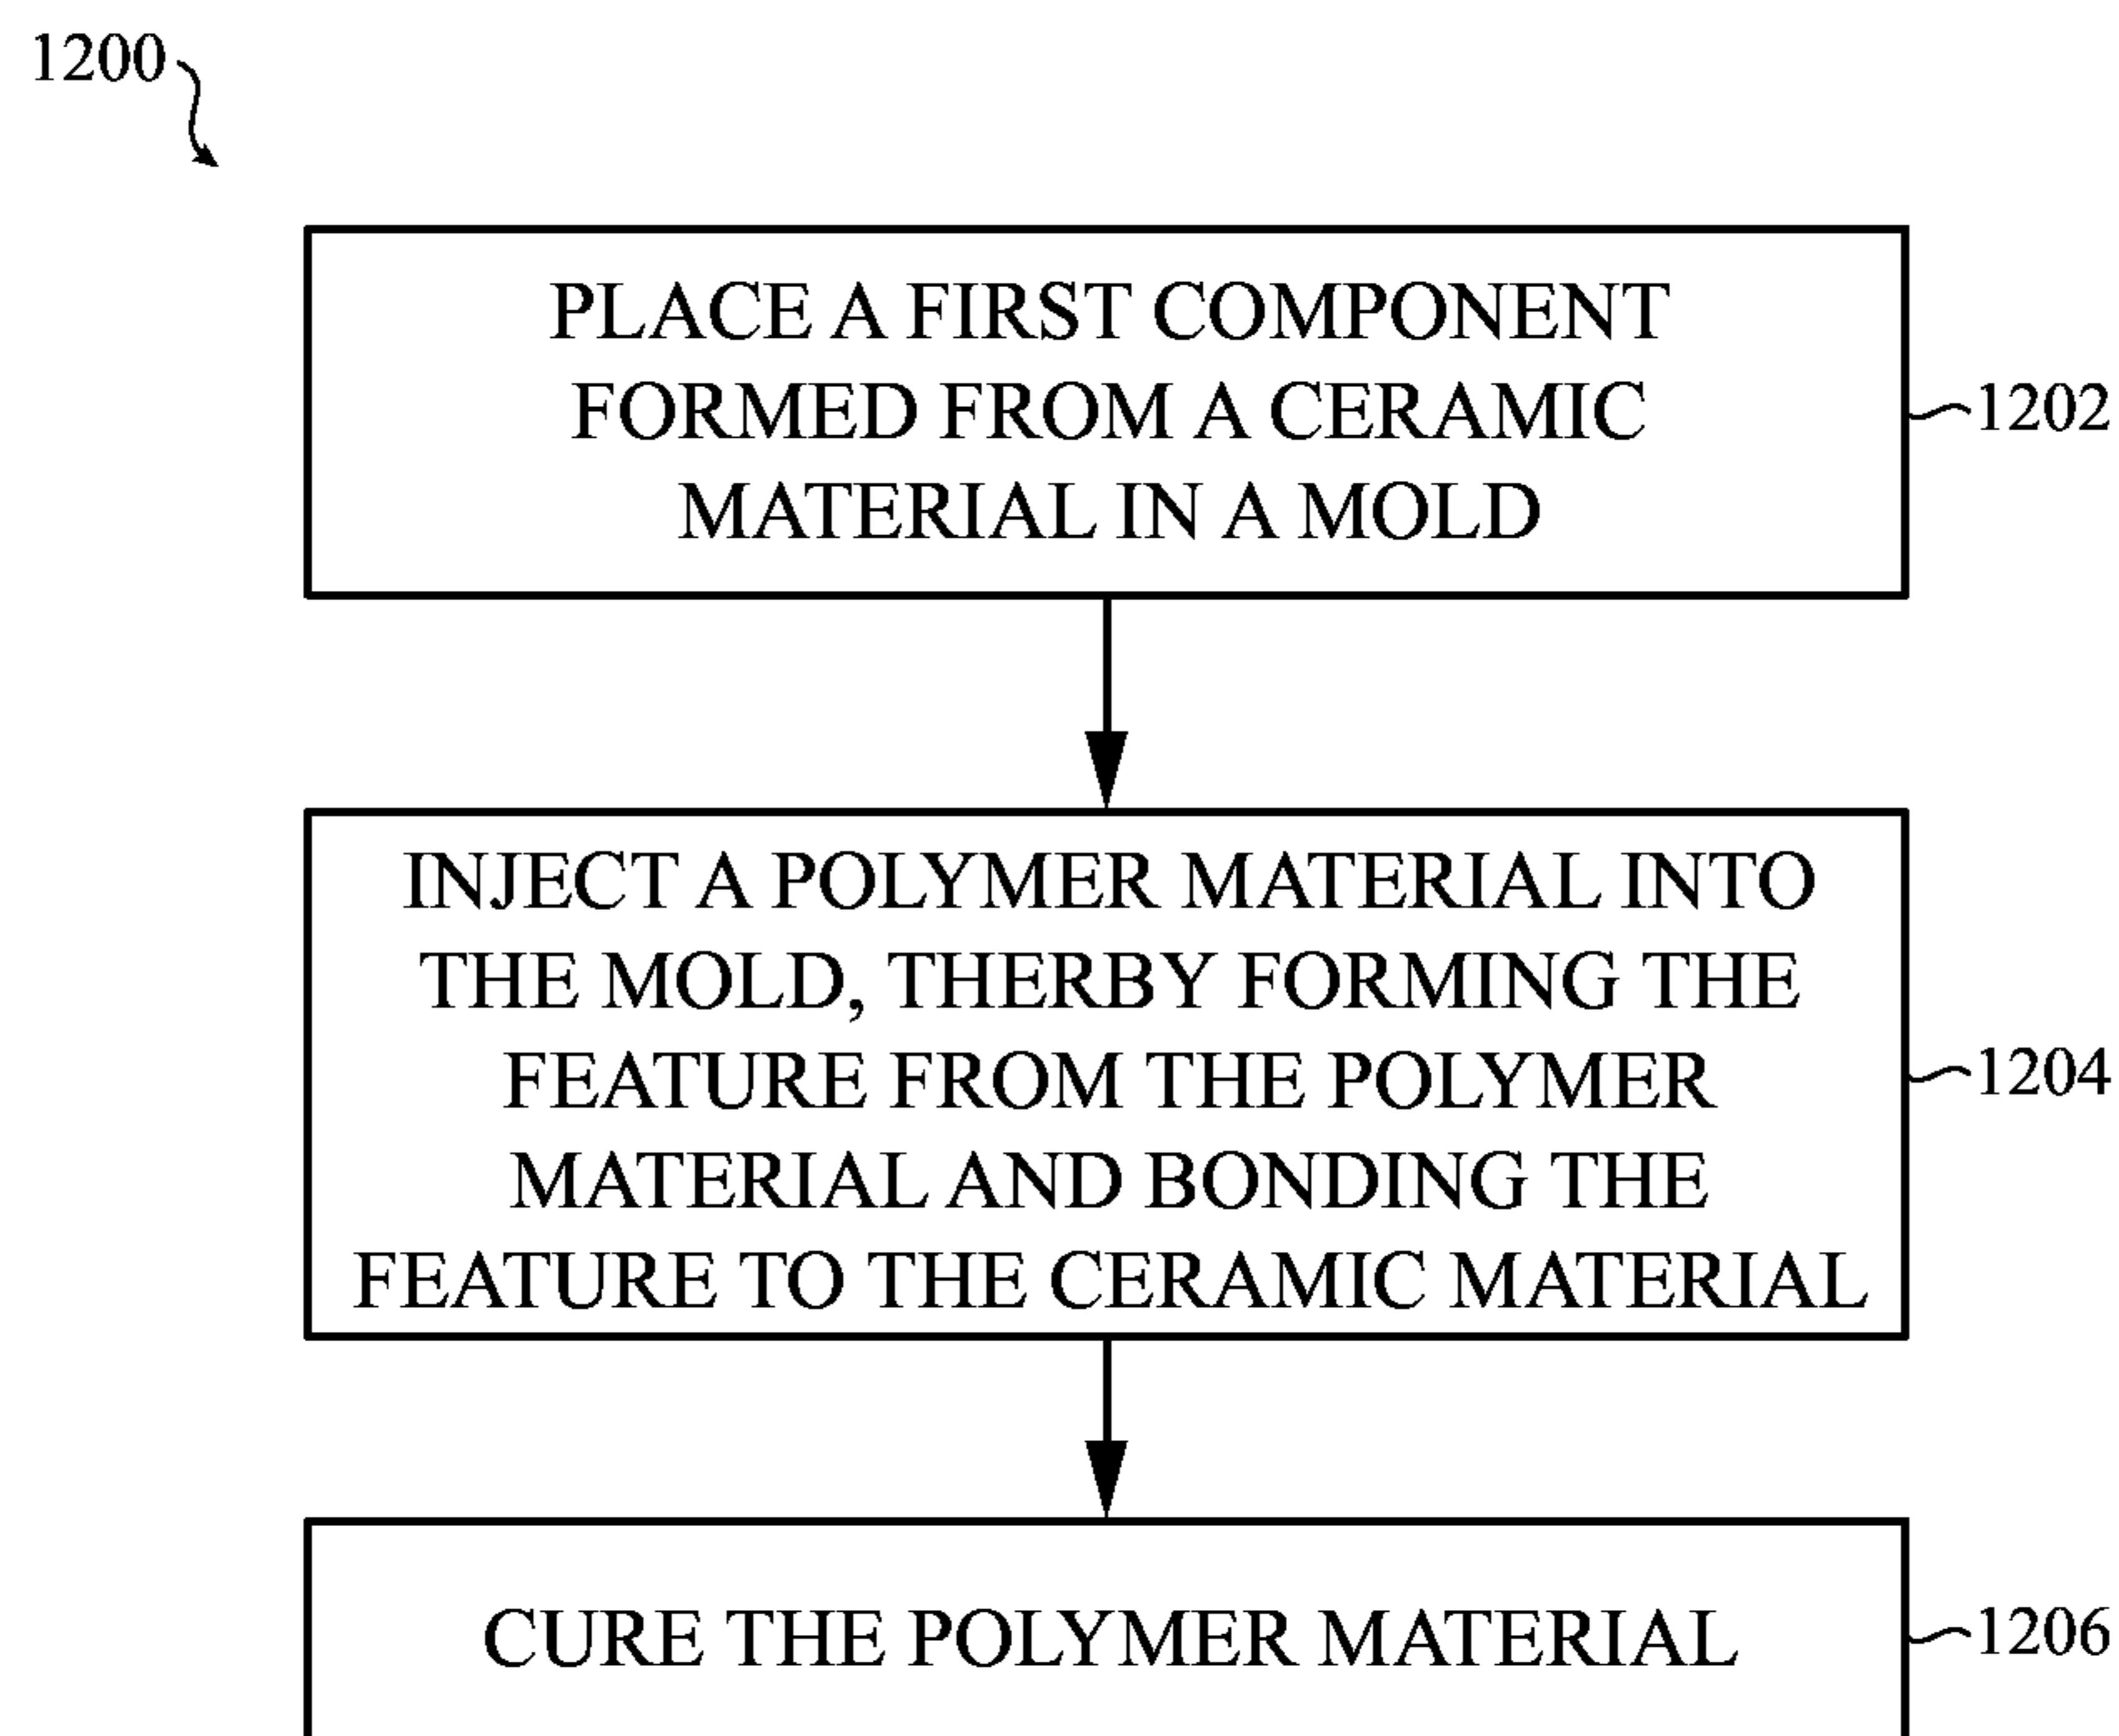 1200
PLACE A FIRST COMPONENT
FORMED FROM A CERAMIC
MATERIAL IN A MOLD
1202
INJECT A POLYMER MATERIAL INTO
THE MOLD, THERBY FORMING THE
FEATURE FROM THE POLYMER
MATERIAL AND BONDING THE
FEATURE TO THE CERAMIC MATERIAL
1204
CURE THE POLYMER MATERIAL
1206